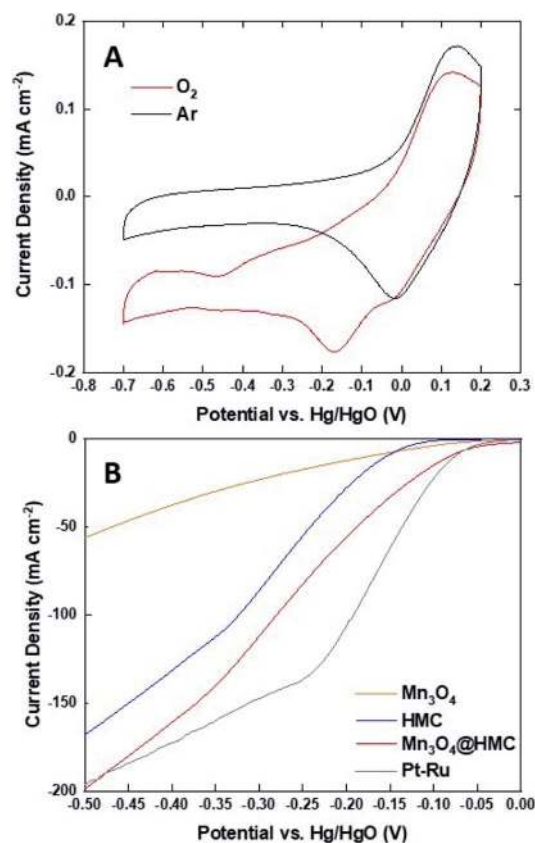 A
O₂
Ar
Current Density (mA cm⁻²)
0.2
0.1
0.0
-0.1
-0.2
-0.8 -0.7 -0.6 -0.5 -0.4 -0.3 -0.2 -0.1 0.0 0.1 0.2 0.3
Potential vs. Hg/HgO (V)
B
Current Density (mA cm⁻²)
0
-50
-100
-150
-200
Mn₃O₄
HMC
Mn₃O₄@HMC
Pt-Ru
-0.50 -0.45 -0.40 -0.35 -0.30 -0.25 -0.20 -0.15 -0.10 -0.05 0.00
Potential vs. Hg/HgO (V)